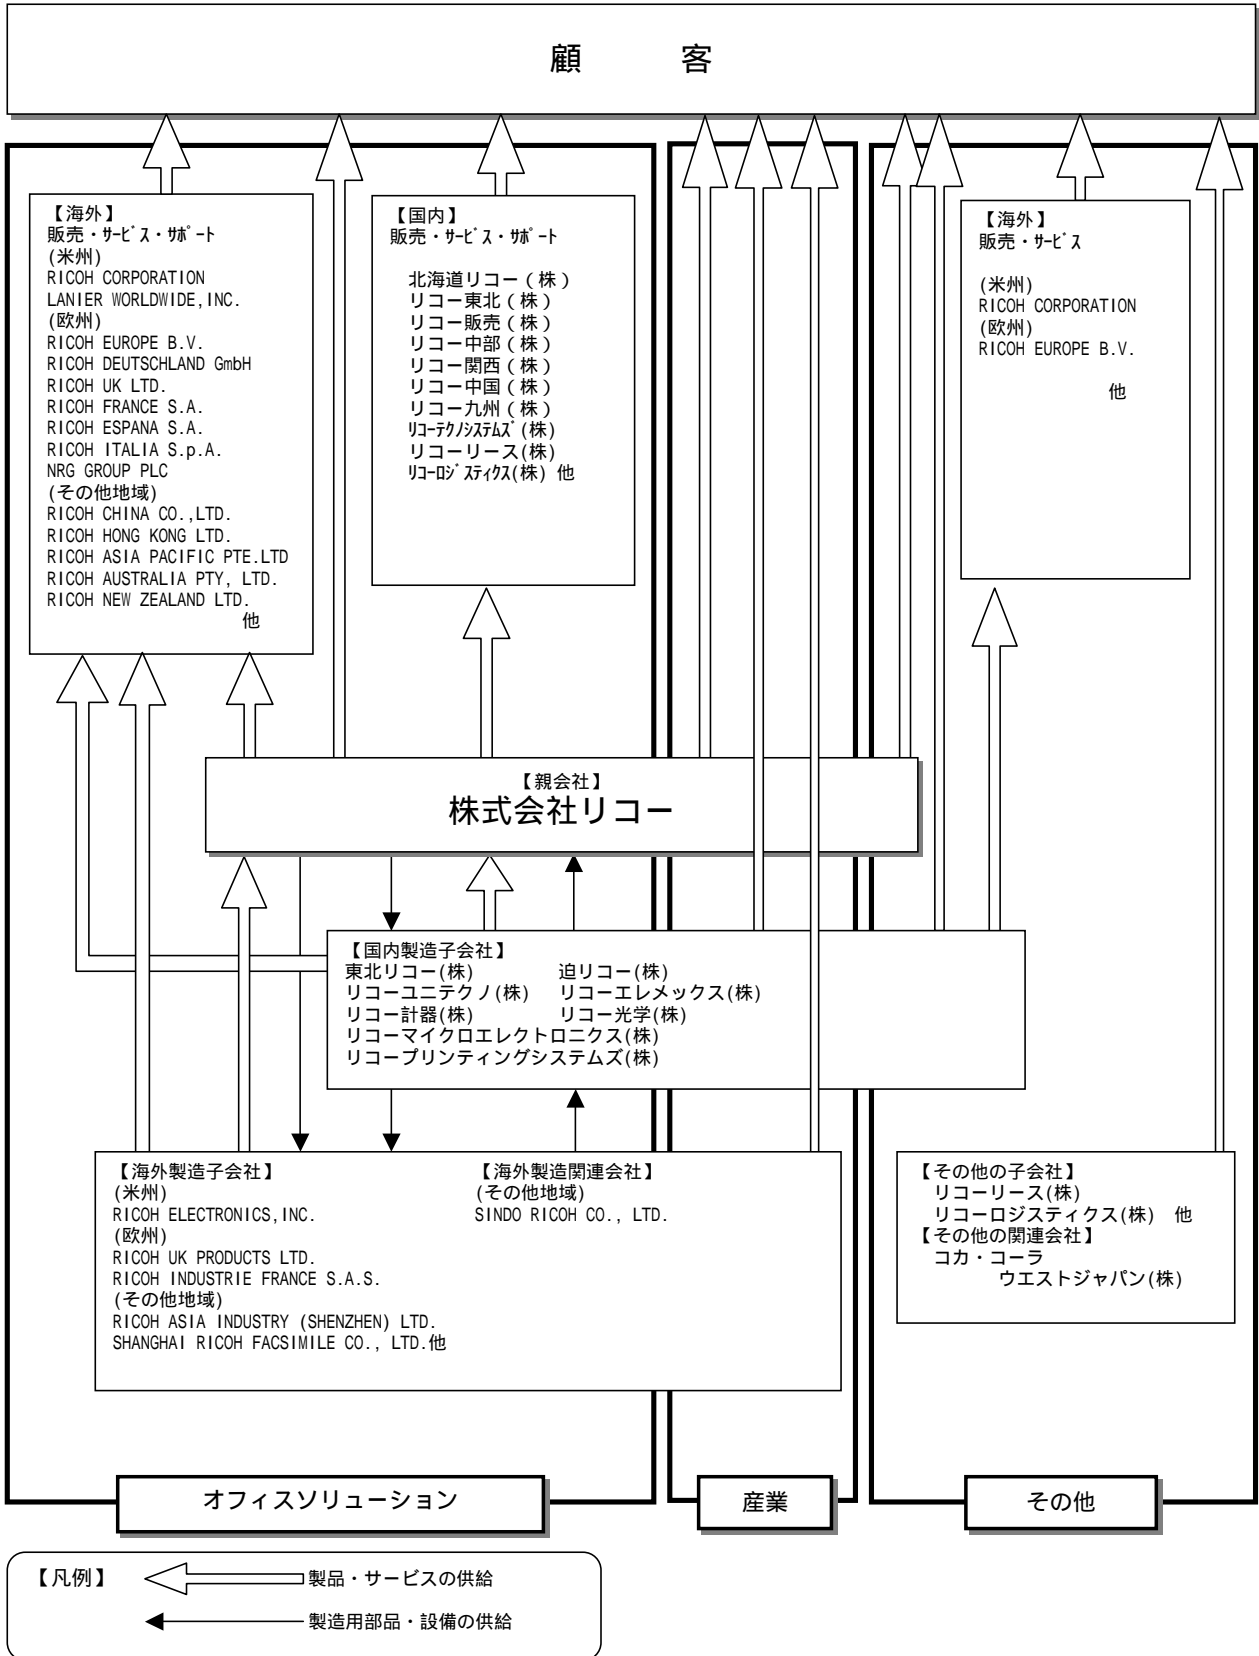 顧　客
【海外】
販売・ｻｰﾋﾞｽ・ｻﾎﾟｰﾄ
(米州)
RICOH CORPORATION
LANIER WORLDWIDE,INC.
(欧州)
RICOH EUROPE B.V.
RICOH DEUTSCHLAND GmbH
RICOH UK LTD.
RICOH FRANCE S.A.
RICOH ESPANA S.A.
RICOH ITALIA S.p.A.
NRG GROUP PLC
(その他地域)
RICOH CHINA CO.,LTD.
RICOH HONG KONG LTD.
RICOH ASIA PACIFIC PTE.LTD
RICOH AUSTRALIA PTY, LTD.
RICOH NEW ZEALAND LTD.
他
【国内】
販売・ｻｰﾋﾞｽ・ｻﾎﾟｰﾄ
北海道リコー（株）
リコー東北（株）
リコー販売（株）
リコー中部（株）
リコー関西（株）
リコー中国（株）
リコー九州（株）
ﾘｺｰﾃｸﾉｼｽﾃﾑｽﾞ(株)
リコーリース(株)
ﾘｺｰﾛｼﾞｽﾃｨｸｽ(株) 他
【海外】
販売・ｻｰﾋﾞｽ
(米州)
RICOH CORPORATION
(欧州)
RICOH EUROPE B.V.
他
【親会社】
株式会社リコー
【国内製造子会社】
東北リコー(株)　迫リコー(株)
リコーユニテクノ(株)　リコーエレメックス(株)
リコー計器(株)　リコー光学(株)
リコーマイクロエレクトロニクス(株)
リコープリンティングシステムズ(株)
【海外製造子会社】
(米州)
RICOH ELECTRONICS,INC.
(欧州)
RICOH UK PRODUCTS LTD.
RICOH INDUSTRIE FRANCE S.A.S.
(その他地域)
RICOH ASIA INDUSTRY (SHENZHEN) LTD.
SHANGHAI RICOH FACSIMILE CO., LTD.他
【海外製造関連会社】
(その他地域)
SINDO RICOH CO., LTD.
【その他の子会社】
リコーリース(株)
リコーロジスティクス(株)　他
【その他の関連会社】
コカ・コーラ
ウエストジャパン(株)
オフィスソリューション
産業
その他
【凡例】
製品・サービスの供給
製造用部品・設備の供給